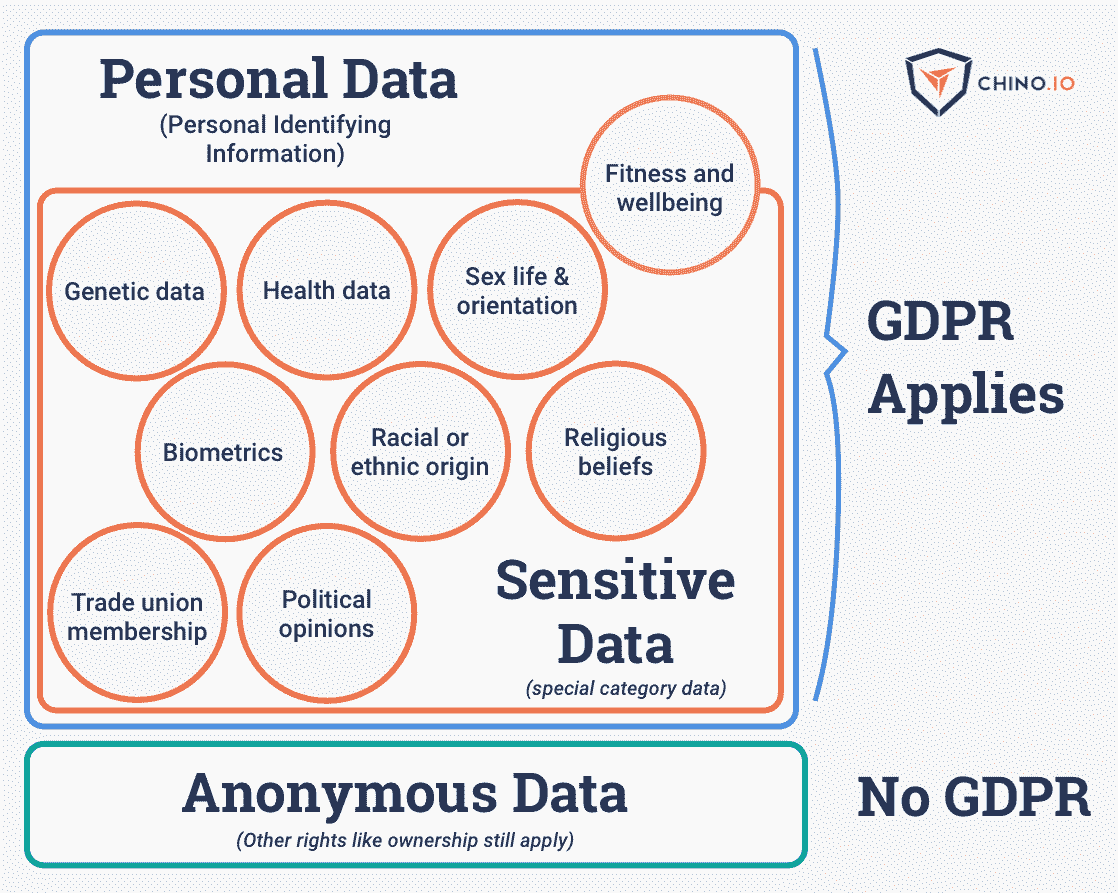 Personal Data
(Personal Identifying
Information)
CHINO.IO
Fitness and
wellbeing
Genetic data
Health data
Sex life &
orientation
Biometrics
Racial or
ethnic origin
Religious
beliefs
Trade union
membership
Political
opinions
Sensitive
Data
(special category data)
GDPR
Applies
Anonymous Data
(Other rights like ownership still apply)
No GDPR